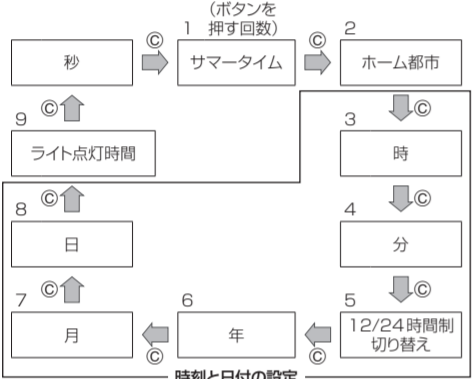 (ボタンを
1 押す回数)
Ⓒ
Ⓒ
2
秒
サマータイム
ホーム都市
9
Ⓒ
Ⓒ
3
ライト点灯時間
時
8
Ⓒ
Ⓒ
4
日
分
7
Ⓒ
6
Ⓒ
5
月
年
12/24時間制
切り替え
Ⓒ
Ⓒ
時刻と日付の設定